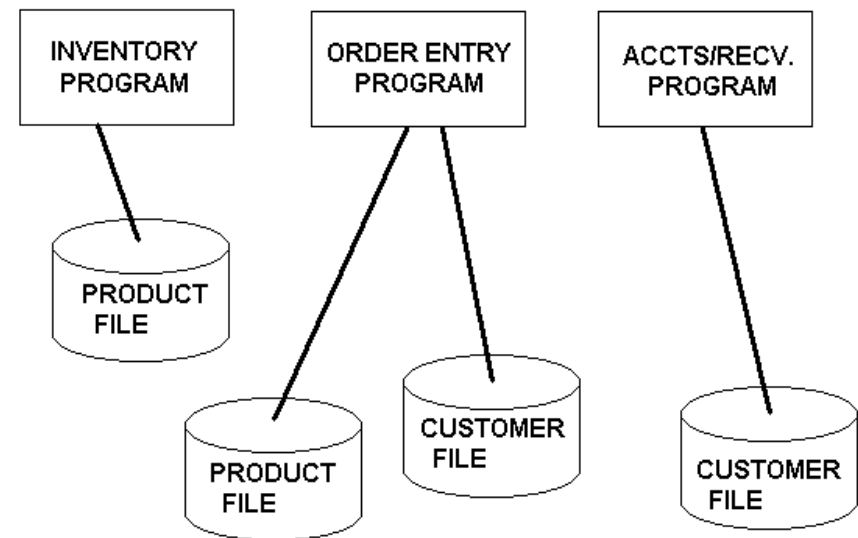 INVENTORY
PROGRAM
ORDER ENTRY
PROGRAM
ACCTS/RECV.
PROGRAM
PRODUCT
FILE
PRODUCT
FILE
CUSTOMER
FILE
CUSTOMER
FILE